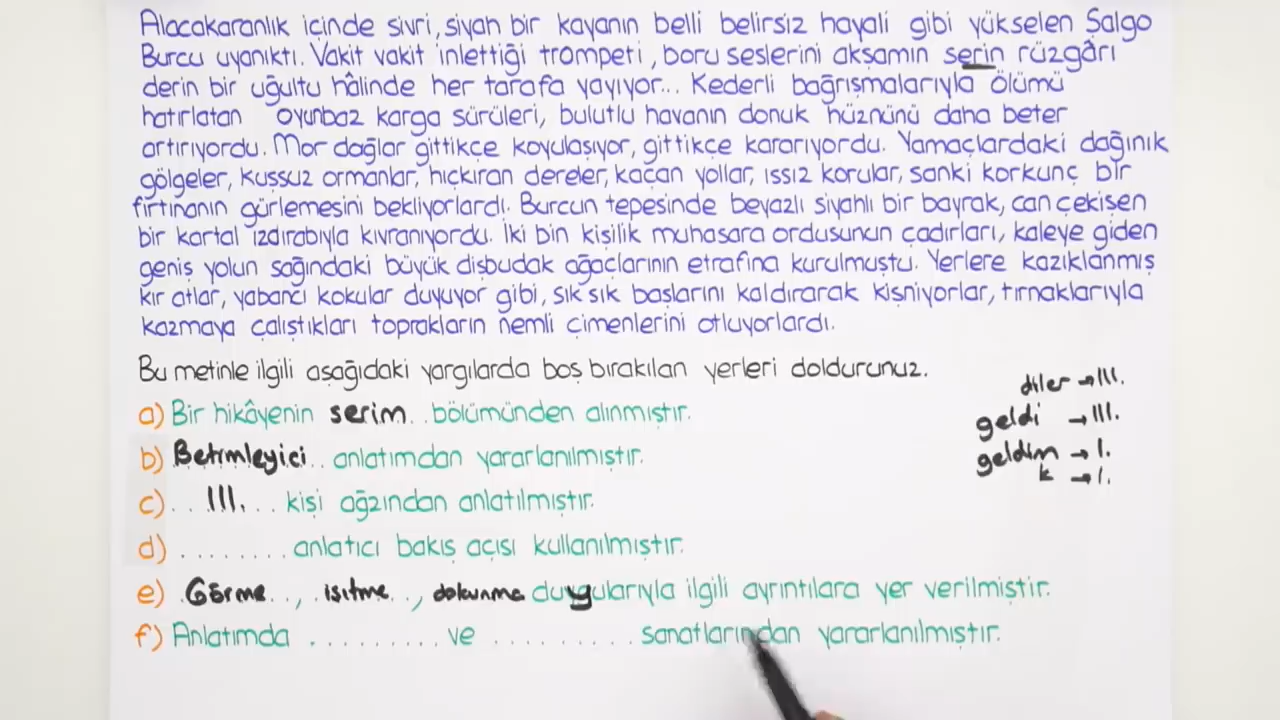 Alacakaranlık içinde sivri, siyah bir kayanın belli belirsiz hayali gibi yükselen Şalgo
Burcu uyanıktı. Vakit vakit inlettiği trompeti, boru seslerini akşamın serin rüzgârı
derin bir uğultu hâlinde her tarafa yayıyor... Kederli bağrışmalarıyla ölümü
hatırlatan oyunbaz karga sürüleri, bulutlu havanın donuk hüznünü daha beter
artırıyordu. Mor dağlar gittikçe koyulaşıyor, gittikçe kararıyordu. Yamaçlardaki dağınık
gölgeler, kuşsuz ormanlar, hıçkıran dereler, kaçan yollar, ıssız korular, sanki korkunç bir
fırtınanın gürlemesini bekliyorlardı. Burcun tepesinde beyazlı siyahlı bir bayrak, can çekişen
bir kartal ızdırabıyla kıvranıyordu. İki bin kişilik muhasara ordusunun çadırları, kaleye giden
geniş yolun sağındaki büyük dişbudak ağaçlarının etrafına kurulmuştu. Yerlere kazıklanmış
kır atlar, yabancı kokular duyuyor gibi, sık sık başlarını kaldırarak kişniyorlar, tırnaklarıyla
kazmaya çalıştıkları toprakların nemli çimenlerini otluyorlardı.
Bu metinle ilgili aşağıdaki yargılarda boş bırakılan yerleri doldurunuz.
diler → III.
a) Bir hikâyenin serim.. bölümünden alınmıştır.
geldi → III.
b) Betimleyici.. anlatımdan yararlanılmıştır.
geldim → I.
k → I.
c) .. III. .. kişi ağzından anlatılmıştır.
d) ........ anlatıcı bakış açısı kullanılmıştır.
e) .Görme.., .işitme.., dokunma duygularıyla ilgili ayrıntılara yer verilmiştir.
f) Anlatımda ......... ve ......... sanatlarından yararlanılmıştır.